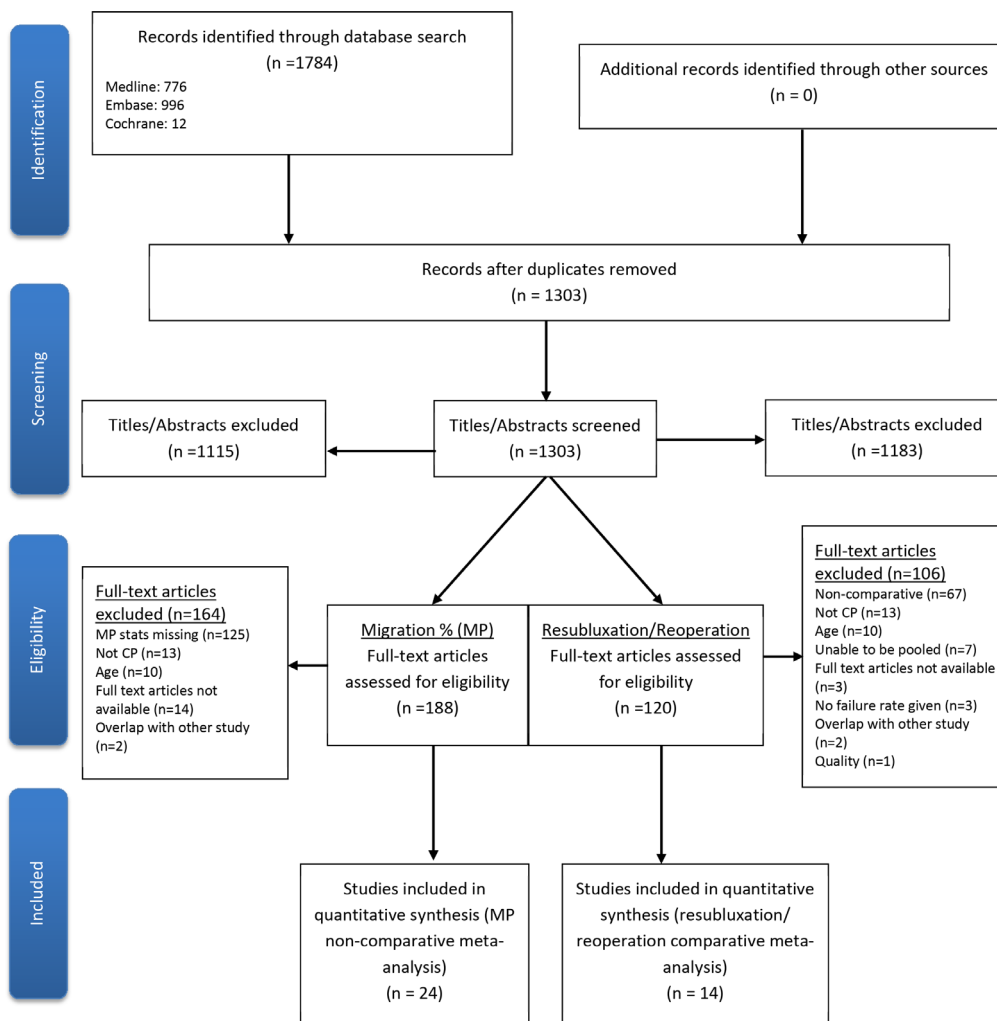 Identification
Records identified through database search
(n =1784)
Medline: 776
Embase: 996
Cochrane: 12
Additional records identified through other sources
(n = 0)
Records after duplicates removed
(n = 1303)
Screening
Titles/Abstracts excluded
(n =1115)
Titles/Abstracts screened
(n =1303)
Titles/Abstracts excluded
(n =1183)
Eligibility
Full-text articles
excluded (n=164)
MP stats missing (n=125)
Not CP (n=13)
Age (n=10)
Full text articles not
available (n=14)
Overlap with other study
(n=2)
Migration % (MP)
Full-text articles
assessed for eligibility
(n =188)
Resubluxation/Reoperation
Full-text articles assessed
for eligibility
(n =120)
Full-text articles
excluded (n=106)
Non-comparative (n=67)
Not CP (n=13)
Age (n=10)
Unable to be pooled (n=7)
Full text articles not available
(n=3)
No failure rate given (n=3)
Overlap with other study
(n=2)
Quality (n=1)
Included
Studies included in
quantitative synthesis (MP
non-comparative meta-
analysis)
(n = 24)
Studies included in quantitative
synthesis (resubluxation/
reoperation comparative meta-
analysis)
(n = 14)